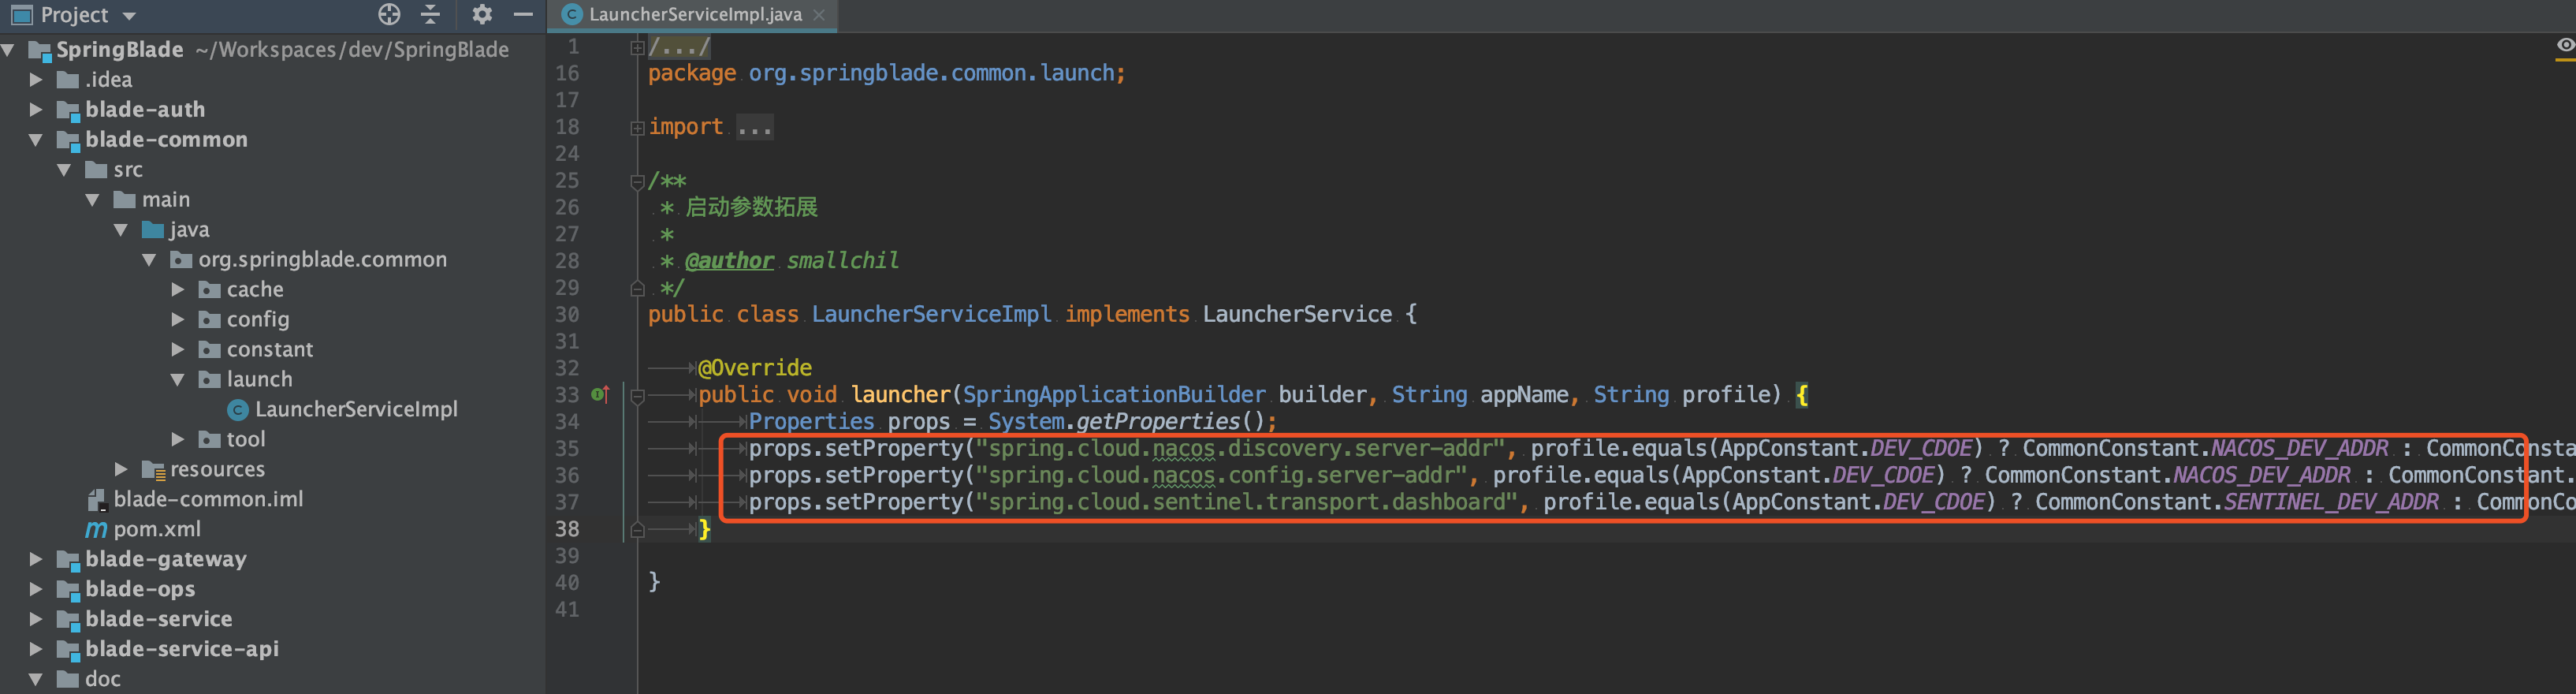 Project
SpringBlade ~/Workspaces/dev/SpringBlade
.idea
blade-auth
blade-common
src
main
java
org.springblade.common
cache
config
constant
launch
LauncherServiceImpl
tool
resources
blade-common.iml
pom.xml
blade-gateway
blade-ops
blade-service
blade-service-api
doc
LauncherServiceImpl.java
1 /.../
16 package org.springblade.common.launch;
17
18 import ...
24
25 /**
26 * 启动参数拓展
27 *
28 * @author smallchil
29 */
30 public class LauncherServiceImpl implements LauncherService {
31
32 @Override
33 public void launcher(SpringApplicationBuilder builder, String appName, String profile) {
34 Properties props = System.getProperties();
35 props.setProperty("spring.cloud.nacos.discovery.server-addr", profile.equals(AppConstant.DEV_CDOE) ? CommonConstant.NACOS_DEV_ADDR : CommonConsta
36 props.setProperty("spring.cloud.nacos.config.server-addr", profile.equals(AppConstant.DEV_CDOE) ? CommonConstant.NACOS_DEV_ADDR : CommonConstant.
37 props.setProperty("spring.cloud.sentinel.transport.dashboard", profile.equals(AppConstant.DEV_CDOE) ? CommonConstant.SENTINEL_DEV_ADDR : CommonCo
38 }
39
40 }
41